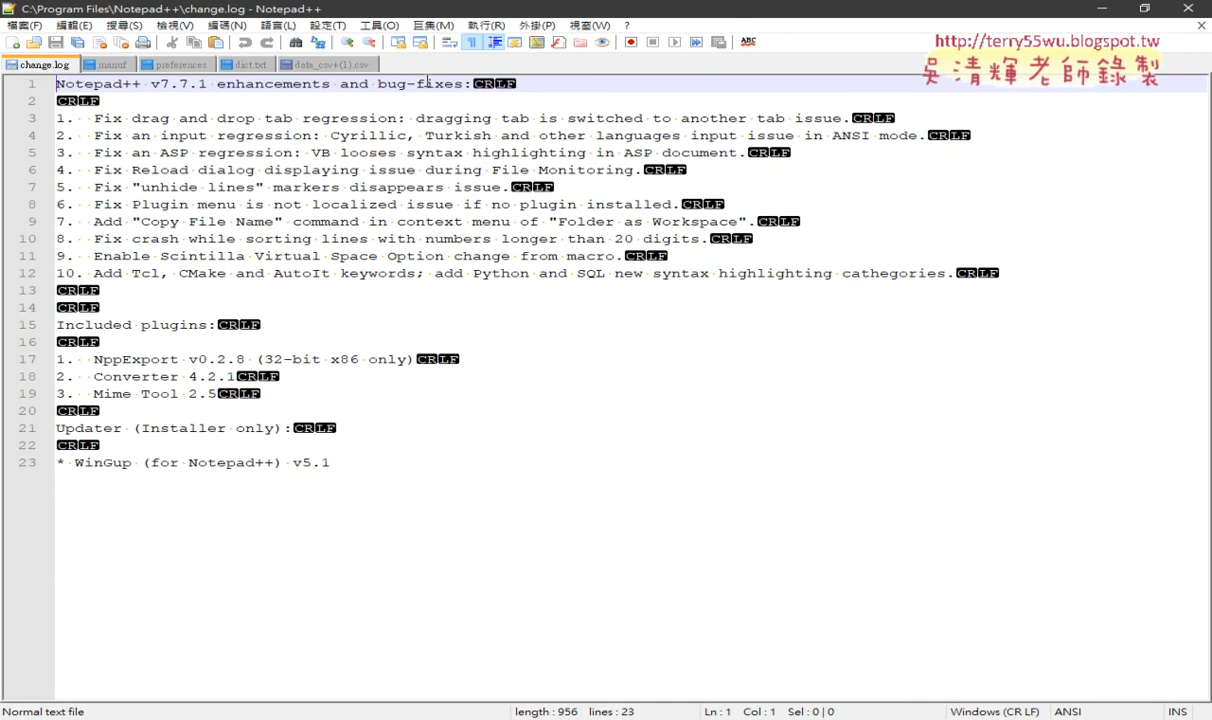 C:\Program Files\Notepad++\change.log - Notepad++
檔案(F) 編輯(E) 搜尋(S) 檢視(V) 編碼(N) 語言(L) 設定(T) 工具(O) 巨集(M) 執行(R) 外掛(P) 視窗(W) ?
http://terry55wu.blogspot.tw
吳清輝老師錄製
ABC
change.log manuf preferences dict.txt data_csv+(1).csv
1 Notepad++ v7.7.1 enhancements and bug-fixes:CRLF
2 CRLF
3 1. Fix drag and drop tab regression: dragging tab is switched to another tab issue.CRLF
4 2. Fix an input regression: Cyrillic, Turkish and other languages input issue in ANSI mode.CRLF
5 3. Fix an ASP regression: VB looses syntax highlighting in ASP document.CRLF
6 4. Fix Reload dialog displaying issue during File Monitoring.CRLF
7 5. Fix "unhide lines" markers disappears issue.CRLF
8 6. Fix Plugin menu is not localized issue if no plugin installed.CRLF
9 7. Add "Copy File Name" command in context menu of "Folder as Workspace".CRLF
10 8. Fix crash while sorting lines with numbers longer than 20 digits.CRLF
11 9. Enable Scintilla Virtual Space Option change from macro.CRLF
12 10. Add Tcl, CMake and AutoIt keywords; add Python and SQL new syntax highlighting cathegories.CRLF
13 CRLF
14 CRLF
15 Included plugins:CRLF
16 CRLF
17 1. NppExport v0.2.8 (32-bit x86 only)CRLF
18 2. Converter 4.2.1CRLF
19 3. Mime Tool 2.5CRLF
20 CRLF
21 Updater (Installer only):CRLF
22 CRLF
23 * WinGup (for Notepad++) v5.1
Normal text file length : 956 lines : 23 Ln : 1 Col : 1 Sel : 0 | 0 Windows (CR LF) ANSI INS